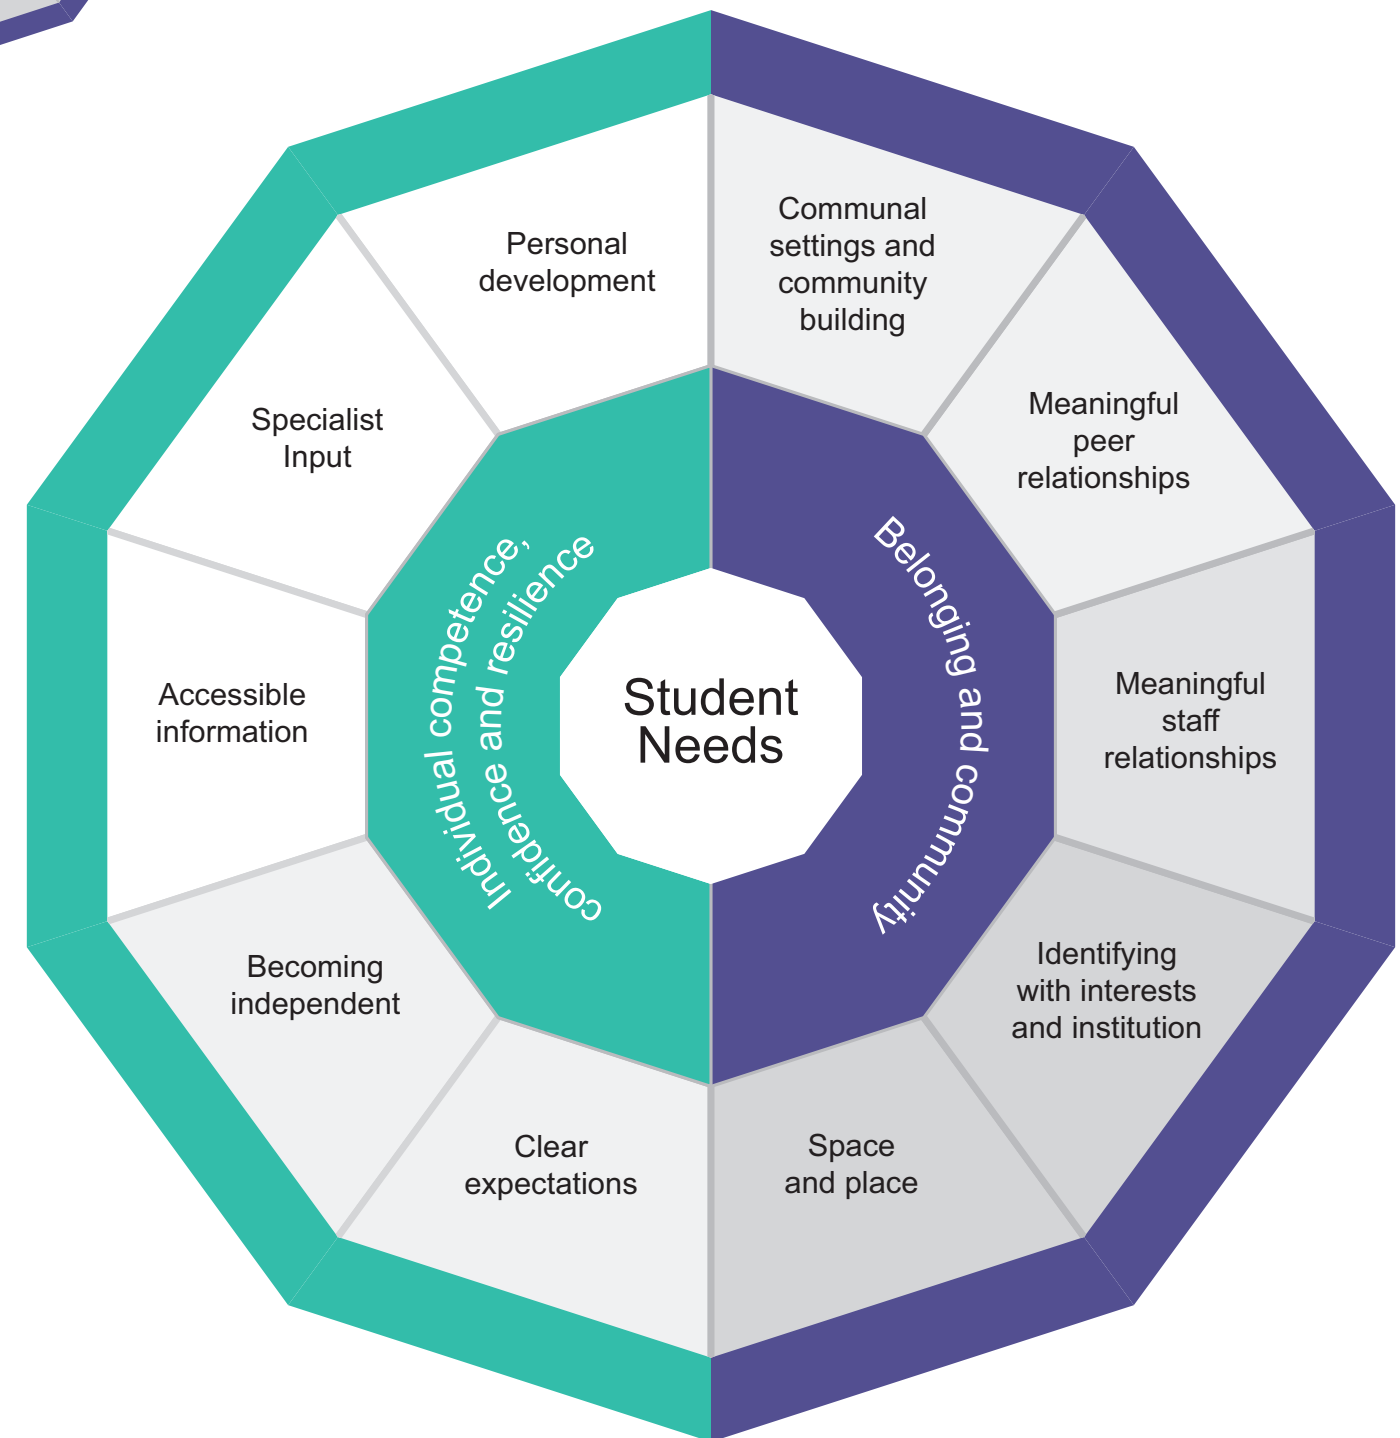 Personal
development
Communal
settings and
community
building
Meaningful
peer
relationships
Meaningful
staff
relationships
Identifying
with interests
and institution
Space
and place
Clear
expectations
Becoming
independent
Accessible
information
Specialist
Input
Individual competence,
confidence and resilience
Belonging and community
Student
Needs